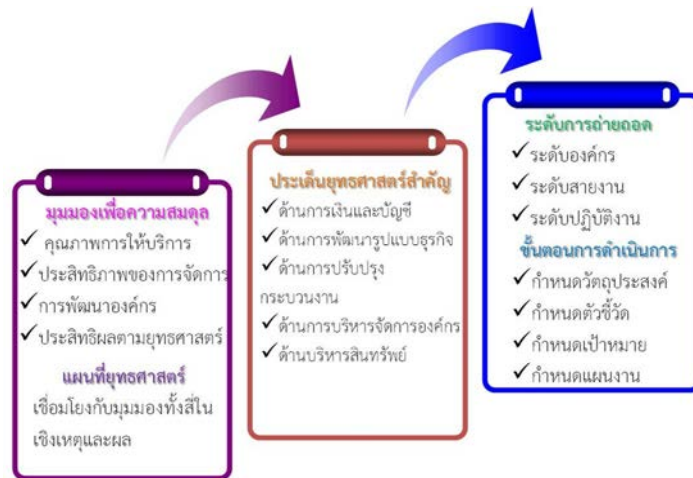 มุมมองเพื่อความสมดุล
✓ คุณภาพการให้บริการ
✓ประสิทธิภาพของการจัดการ
✓การพัฒนาองค์กร
✓ประสิทธิผลตามยุทธศาสตร์
แผนที่ยุทธศาสตร์
เชื่อมโยงกับมุมมองทั้งสี่ใน
เชิงเหตุและผล
ประเด็นยุทธศาสตร์สำคัญ
✓ด้านการเงินและบัญชี
✓ด้านการพัฒนารูปแบบธุรกิจ
✓ด้านการปรับปรุง
กระบวนงาน
✓ด้านการบริหารจัดการองค์กร
✓ด้านบริหารสินทรัพย์
ระดับการถ่ายถอด
✓ระดับองค์กร
✓ระดับสายงาน
✓ระดับปฏิบัติงาน
ขั้นตอนการดำเนินการ
✓กำหนดวัตถุประสงค์
✓กำหนดตัวชี้วัด
✓กำหนดเป้าหมาย
✓กำหนดแผนงาน